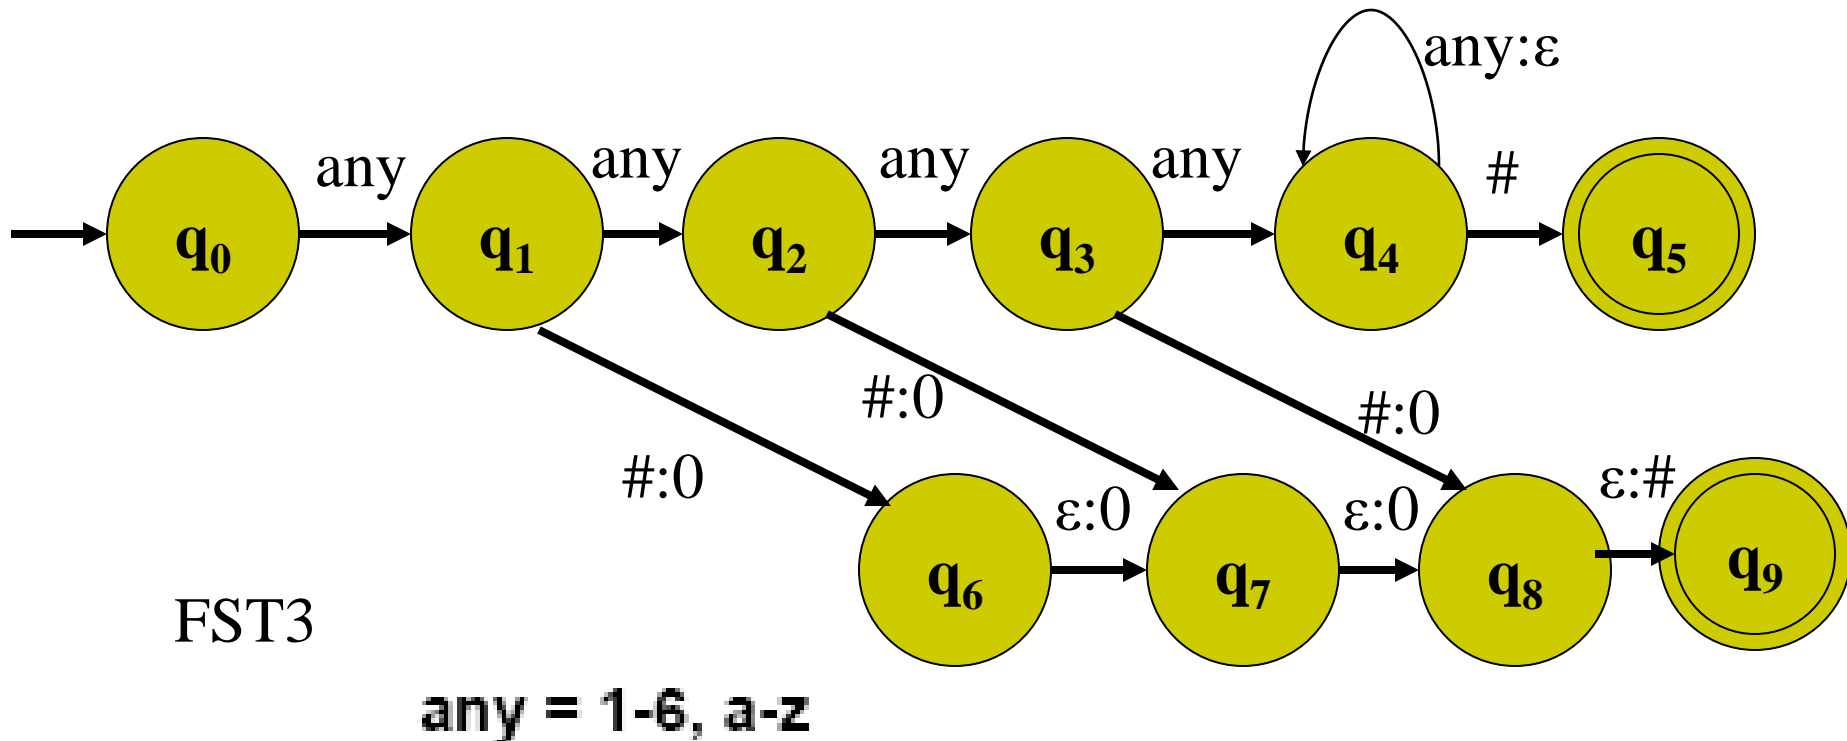 any:ε
any any any any #
q0 q1 q2 q3 q4 q5
#:0 #:0
#:0 ε:0 ε:0 ε:#
q6 q7 q8 q9
FST3
any = 1-6, a-z